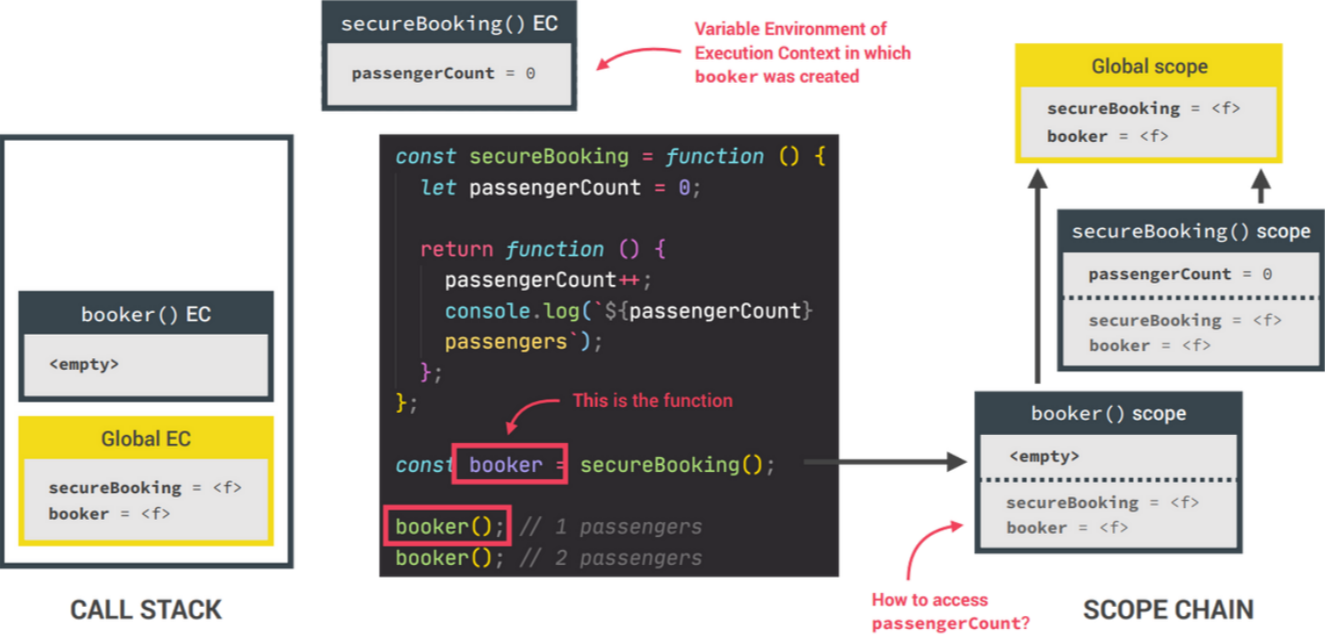 secureBooking() EC
passengerCount = 0
Variable Environment of
Execution Context in which
booker was created
booker() EC
<empty>
Global EC
secureBooking = <f>
booker = <f>
CALL STACK
const secureBooking = function () {
let passengerCount = 0;
return function () {
passengerCount++;
console.log(`${passengerCount}
passengers`);
};
};
This is the function
const booker = secureBooking();
booker(); // 1 passengers
booker(); // 2 passengers
Global scope
secureBooking = <f>
booker = <f>
secureBooking() scope
passengerCount = 0
secureBooking = <f>
booker = <f>
booker() scope
<empty>
secureBooking = <f>
booker = <f>
How to access
passengerCount?
SCOPE CHAIN